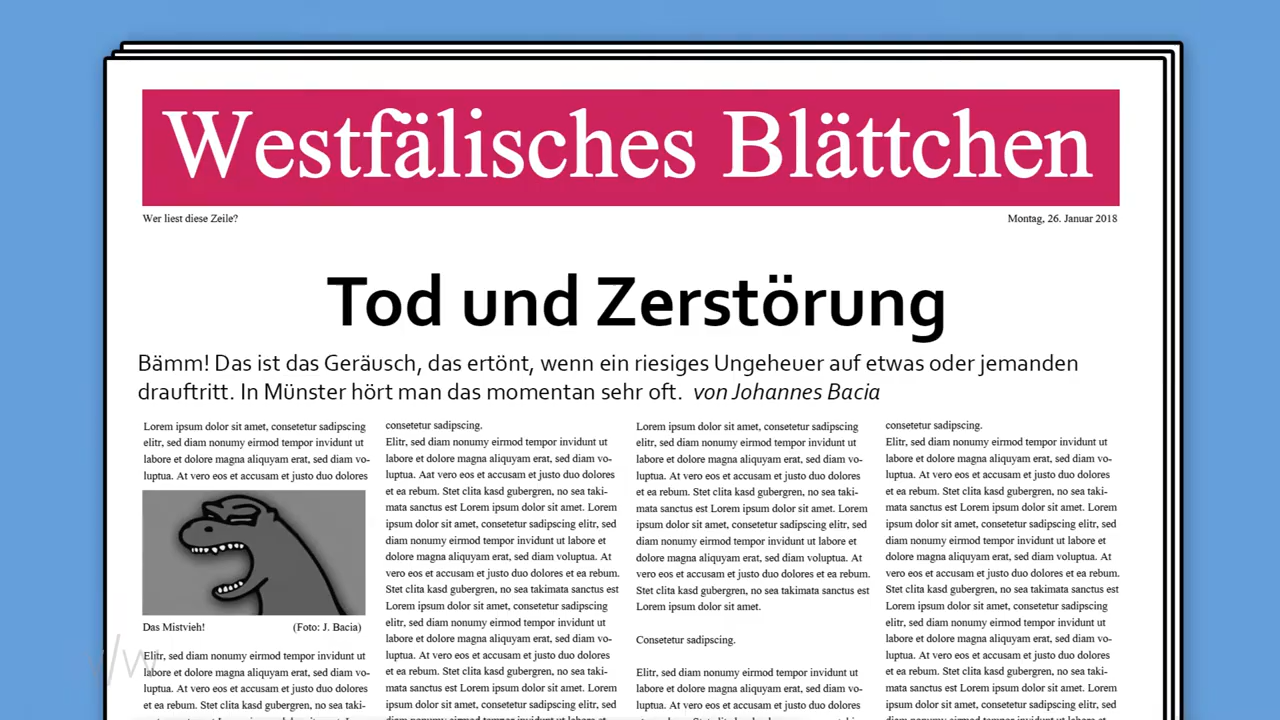 Westfälisches Blättchen
Wer liest diese Zeile?
Montag, 26. Januar 2018
Tod und Zerstörung
Bämm! Das ist das Geräusch, das ertönt, wenn ein riesiges Ungeheuer auf etwas oder jemanden
drauftritt. In Münster hört man das momentan sehr oft. von Johannes Bacia
Lorem ipsum dolor sit amet, consetetur sadipscing
elitr, sed diam nonumy eirmod tempor invidunt ut
labore et dolore magna aliquyam erat, sed diam vo-
luptua. At vero eos et accusam et justo duo dolores
Das Mistvieh!
(Foto: J. Bacia)
Elitr, sed diam nonumy eirmod tempor invidunt ut
labore et dolore magna aliquyam erat, sed diam vo-
luptua. At vero eos et accusam et justo duo dolores
consetetur sadipscing.
Elitr, sed diam nonumy eirmod tempor invidunt ut
labore et dolore magna aliquyam erat, sed diam vo-
luptua. Aat vero eos et accusam et justo duo dolores
et ea rebum. Stet clita kasd gubergren, no sea taki-
mata sanctus est Lorem ipsum dolor sit amet. Lorem
ipsum dolor sit amet, consetetur sadipscing elitr, sed
diam nonumy eirmod tempor invidunt ut labore et
dolore magna aliquyam erat, sed diam voluptua. At
vero eos et accusam et justo duo dolores et ea rebum.
Stet clita kasd gubergren, no sea takimata sanctus est
Lorem ipsum dolor sit amet, consetetur sadipscing
elitr, sed diam nonumy eirmod tempor invidunt ut
labore et dolore magna aliquyam erat, sed diam vo-
luptua. At vero eos et accusam et justo duo dolores
et ea rebum. Stet clita kasd gubergren, no sea taki-
mata sanctus est Lorem ipsum dolor sit amet. Lorem
ipsum dolor sit amet, consetetur sadipscing elitr, sed
Lorem ipsum dolor sit amet, consetetur sadipscing
elitr, sed diam nonumy eirmod tempor invidunt ut
labore et dolore magna aliquyam erat, sed diam vo-
luptua. At vero eos et accusam et justo duo dolores
et ea rebum. Stet clita kasd gubergren, no sea taki-
mata sanctus est Lorem ipsum dolor sit amet. Lorem
ipsum dolor sit amet, consetetur sadipscing elitr, sed
diam nonumy eirmod tempor invidunt ut labore et
dolore magna aliquyam erat, sed diam voluptua. At
vero eos et accusam et justo duo dolores et ea rebum.
Stet clita kasd gubergren, no sea takimata sanctus est
Lorem ipsum dolor sit amet.
Consetetur sadipscing.
Elitr, sed diam nonumy eirmod tempor invidunt ut
labore et dolore magna aliquyam erat, sed diam vo-
luptua. At vero eos et accusam et justo duo dolores
consetetur sadipscing.
Elitr, sed diam nonumy eirmod tempor invidunt ut
labore et dolore magna aliquyam erat, sed diam vo-
luptua. At vero eos et accusam et justo duo dolores
et ea rebum. Stet clita kasd gubergren, no sea taki-
mata sanctus est Lorem ipsum dolor sit amet. Lorem
ipsum dolor sit amet, consetetur sadipscing elitr, sed
diam nonumy eirmod tempor invidunt ut labore et
dolore magna aliquyam erat, sed diam voluptua. At
vero eos et accusam et justo duo dolores et ea rebum.
Stet clita kasd gubergren, no sea takimata sanctus est
Lorem ipsum dolor sit amet, consetetur sadipscing
elitr, sed diam nonumy eirmod tempor invidunt ut
labore et dolore magna aliquyam erat, sed diam vo-
luptua. At vero eos et accusam et justo duo dolores
et ea rebum. Stet clita kasd gubergren, no sea taki-
mata sanctus est Lorem ipsum dolor sit amet. Lorem
ipsum dolor sit amet, consetetur sadipscing elitr, sed